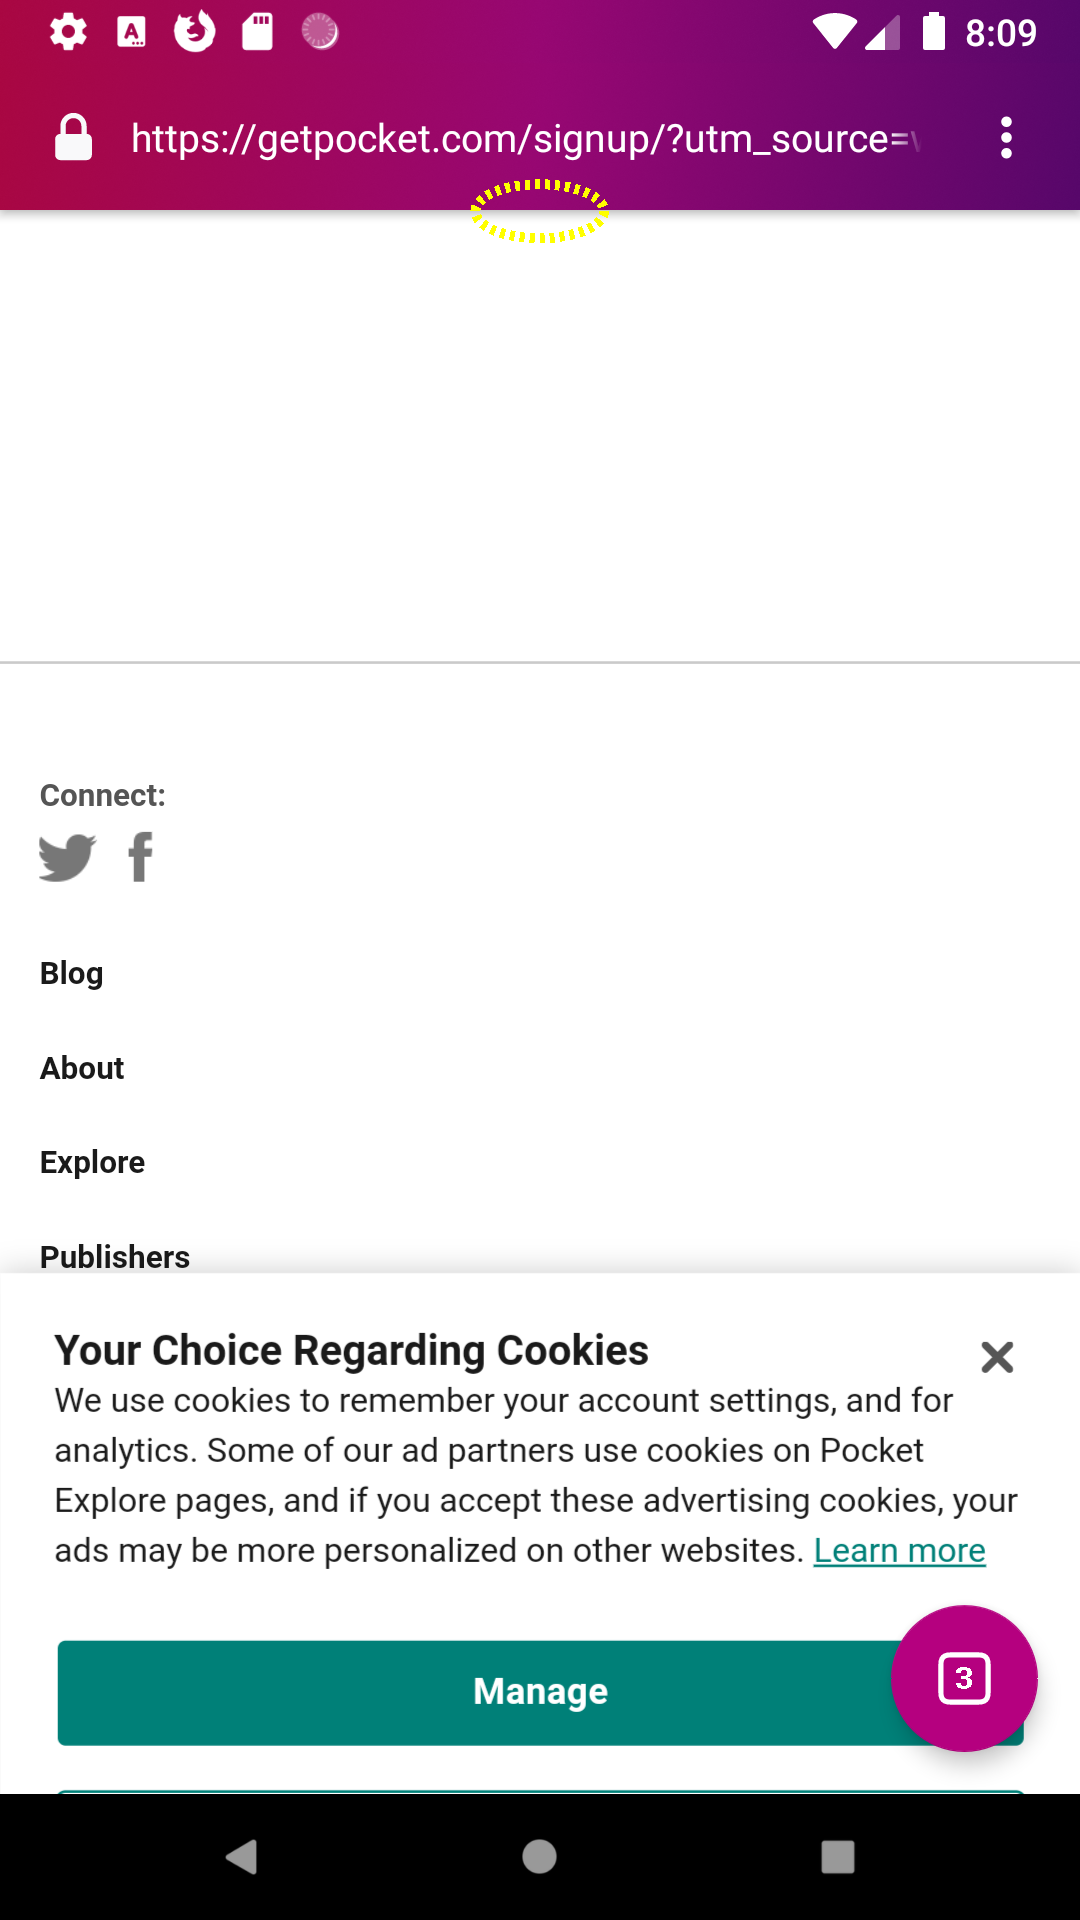 8:09
https://getpocket.com/signup/?utm_source=
Connect:
Blog
About
Explore
Publishers
Your Choice Regarding Cookies
We use cookies to remember your account settings, and for
analytics. Some of our ad partners use cookies on Pocket
Explore pages, and if you accept these advertising cookies, your
ads may be more personalized on other websites. Learn more
Manage
3